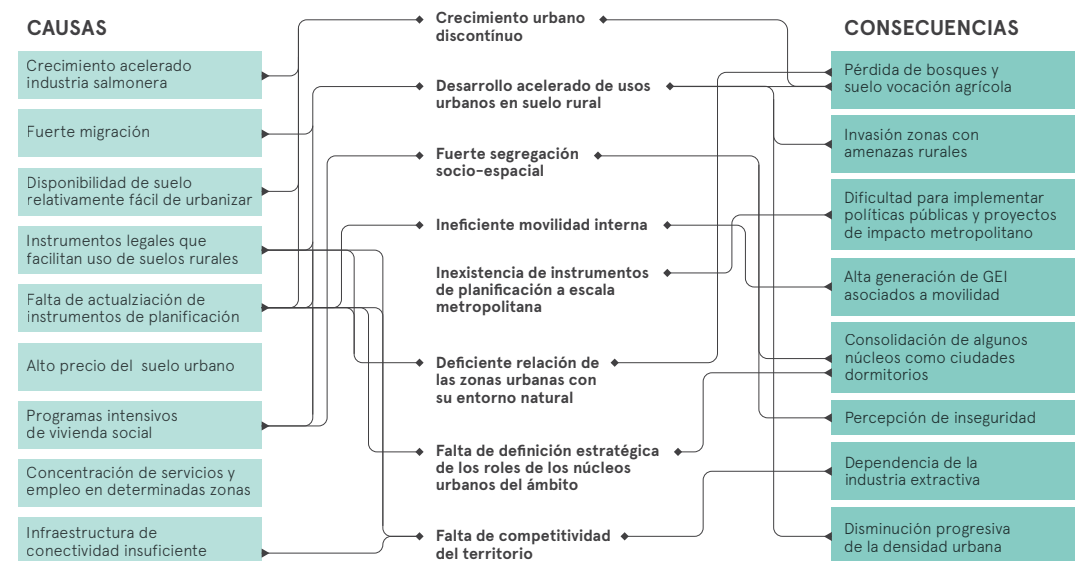 CAUSAS
Crecimiento acelerado
industria salmonera
Fuerte migración
Disponibilidad de suelo
relativamente fácil de urbanizar
Instrumentos legales que
facilitan uso de suelos rurales
Falta de actualziación de
instrumentos de planificación
Alto precio del suelo urbano
Programas intensivos
de vivienda social
Concentración de servicios y
empleo en determinadas zonas
Infraestructura de
conectividad insuficiente
Crecimiento urbano
discontínuo
Desarrollo acelerado de usos
urbanos en suelo rural
Fuerte segregación
socio-espacial
Ineficiente movilidad interna
Inexistencia de instrumentos
de planificación a escala
metropolitana
Deficiente relación de
las zonas urbanas con
su entorno natural
Falta de definición estratégica
de los roles de los núcleos
urbanos del ámbito
Falta de competitividad
del territorio
CONSECUENCIAS
Pérdida de bosques y
suelo vocación agrícola
Invasión zonas con
amenazas rurales
Dificultad para implementar
políticas públicas y proyectos
de impacto metropolitano
Alta generación de GEI
asociados a movilidad
Consolidación de algunos
núcleos como ciudades
dormitorios
Percepción de inseguridad
Dependencia de la
industria extractiva
Disminución progresiva
de la densidad urbana